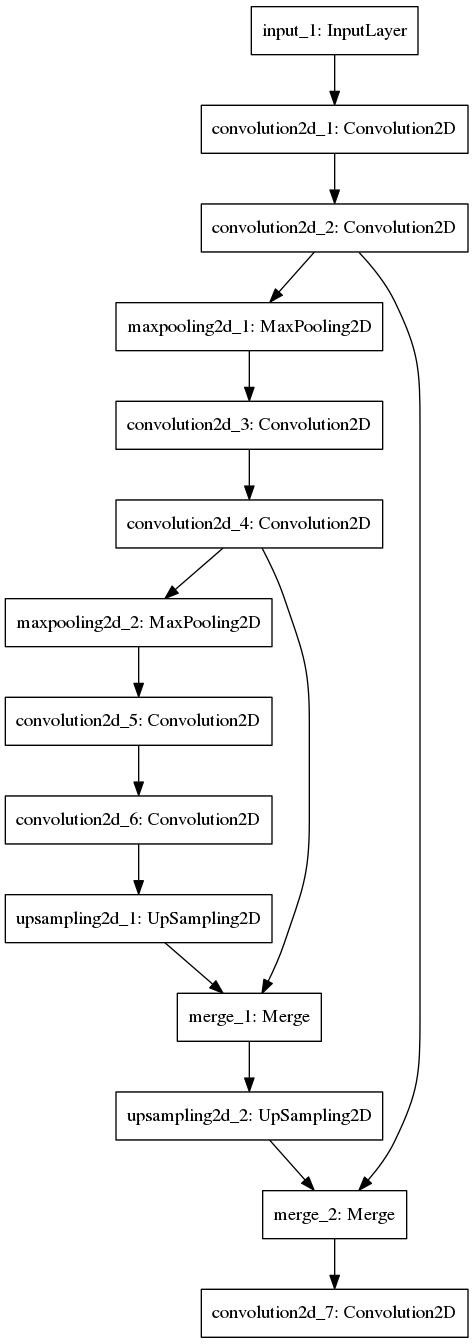 input_1: InputLayer
convolution2d_1: Convolution2D
convolution2d_2: Convolution2D
maxpooling2d_1: MaxPooling2D
convolution2d_3: Convolution2D
convolution2d_4: Convolution2D
maxpooling2d_2: MaxPooling2D
convolution2d_5: Convolution2D
convolution2d_6: Convolution2D
upsampling2d_1: UpSampling2D
merge_1: Merge
upsampling2d_2: UpSampling2D
merge_2: Merge
convolution2d_7: Convolution2D